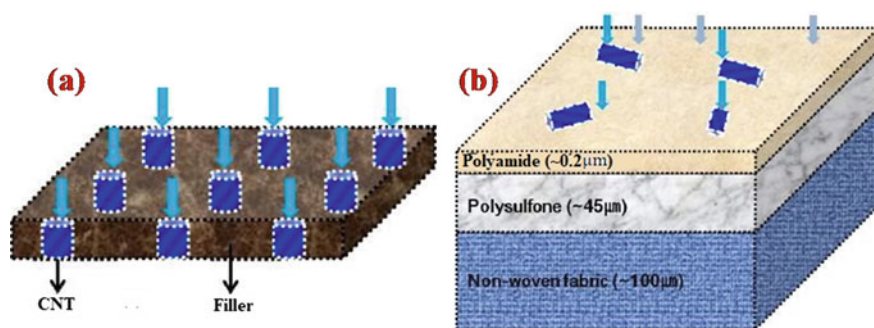 (a)
CNT
Filler
(b)
Polyamide (~0.2μm)
Polysulfone (~45㎛)
Non-woven fabric (~100㎛)